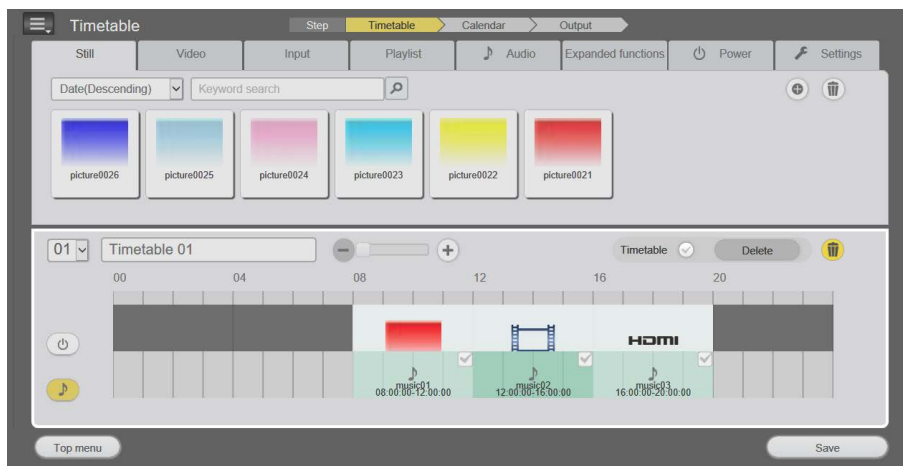 Timetable
Step Timetable Calendar Output
Still Video Input Playlist Audio Expanded functions Power Settings
Date(Descending) Keyword search
picture0026 picture0025 picture0024 picture0023 picture0022 picture0021
01 Timetable 01 Timetable Delete
00 04 08 12 16 20
HDMI
music01 music02 music03
08:00:00-12:00:00 12:00:00-16:00:00 16:00:00-20:00:00
Top menu Save